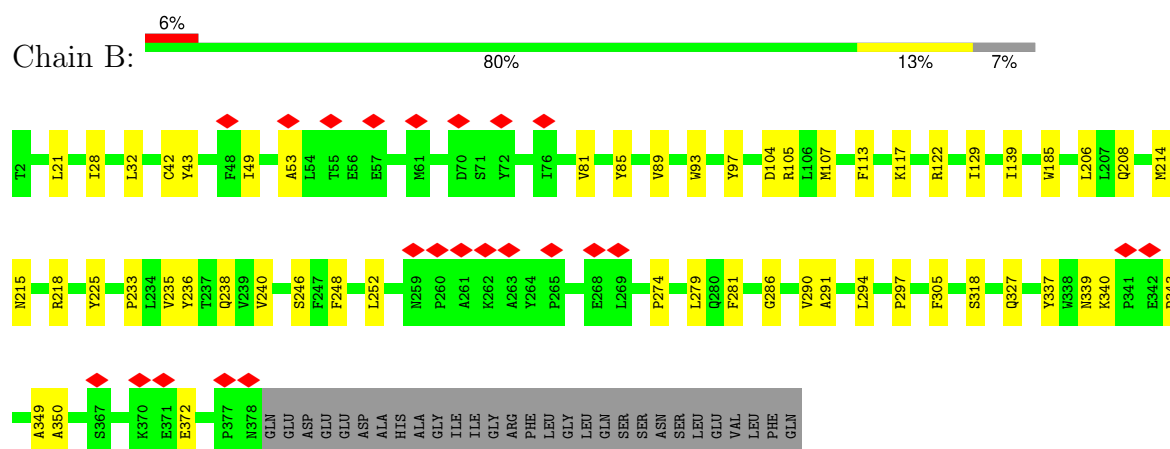 6%
Chain B:
80% 13% 7%
T2 L21 I28 L32 C42 Y43 F48 I49 A53 L54 T55 E56 E57 M61 D70 S71 Y72 I76 V81 Y85 V89 W93 Y97 D104 R105 L106 M107 F113 K117 R122 I129 I139 W185 L206 L207 Q208 M214
N215 R218 Y225 P233 L234 V235 Y236 T237 Q238 V239 V240 S246 F247 F248 L252 N259 P260 A261 K262 A263 Y264 P265 E268 L269 P274 L279 Q280 F281 G286 V290 A291 L294 P297 F305 S318 Q327 Y337 W338 N339 K340 P341 E342
A349 A350 S367 K370 E371 E372 P377 N378 GLN GLU ASP GLU GLU ASP ALA HIS ALA GLY ILE ILE GLY ARG PHE LEU GLY LEU GLN SER SER ASN SER LEU GLU VAL LEU PHE GLN